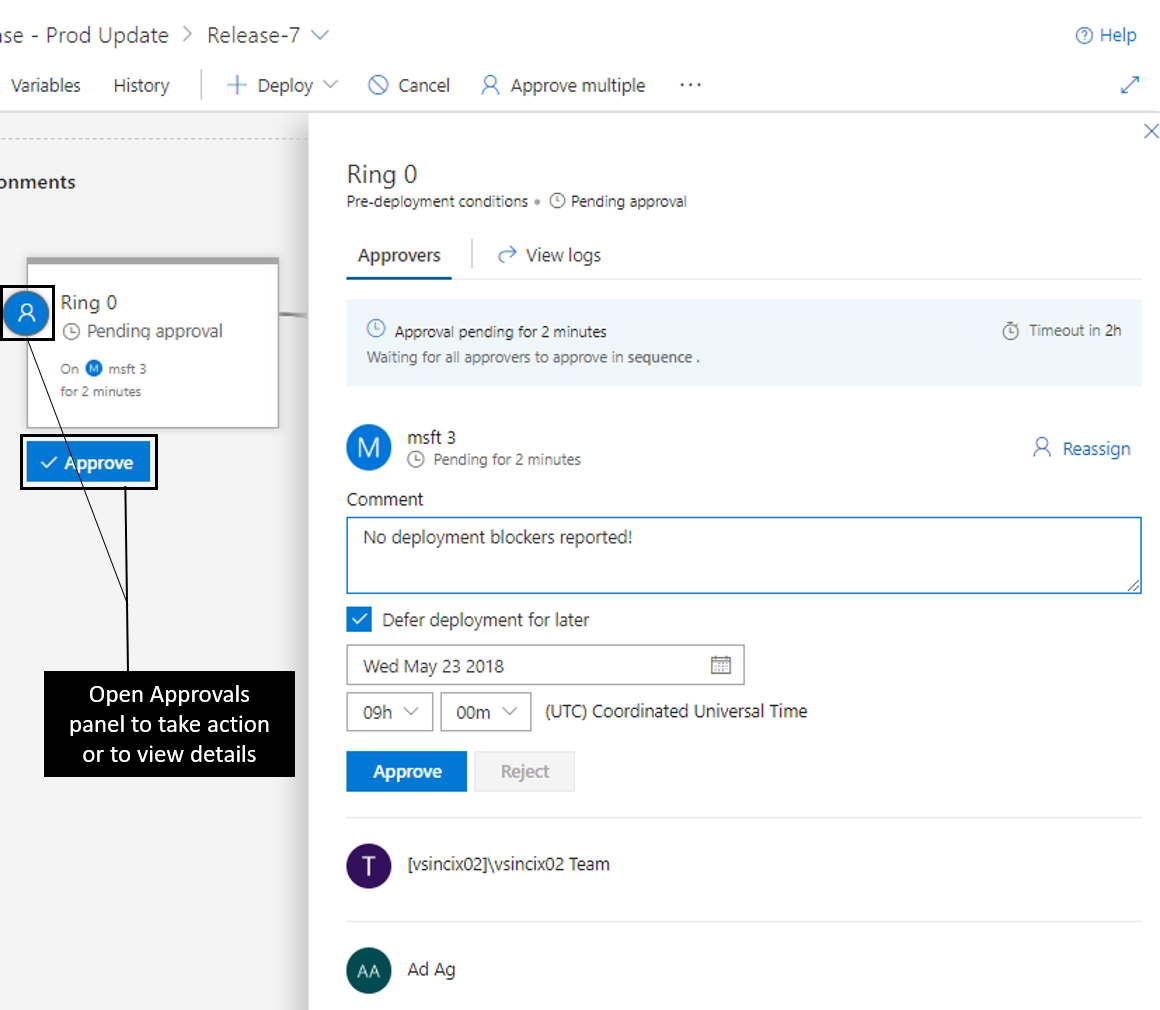 ase - Prod Update > Release-7
Help
Variables History + Deploy Cancel Approve multiple ...
onments
Ring 0
Pending approval
On M msft 3
for 2 minutes
Approve
Open Approvals
panel to take action
or to view details
Ring 0
Pre-deployment conditions • Pending approval
Approvers View logs
Approval pending for 2 minutes
Timeout in 2h
Waiting for all approvers to approve in sequence .
M
msft 3
Pending for 2 minutes
Reassign
Comment
No deployment blockers reported!
Defer deployment for later
Wed May 23 2018
09h 00m (UTC) Coordinated Universal Time
Approve Reject
T [vsincix02]\vsincix02 Team
AA Ad Ag